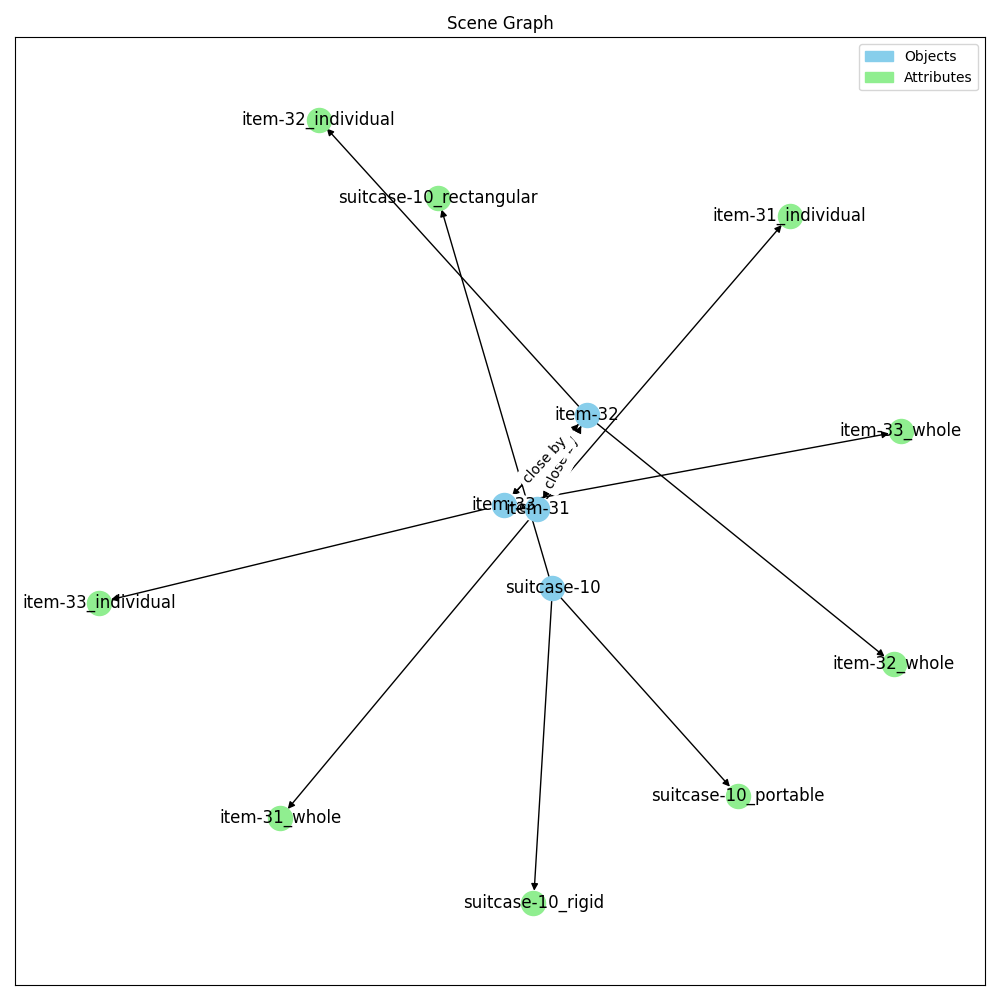 Scene Graph
Objects
Attributes
item-32_individual
suitcase-10_rectangular
item-31_individual
item-32
item-33_whole
close by
close
item-33
item-31
suitcase-10
item-33_individual
item-32_whole
suitcase-10_portable
item-31_whole
suitcase-10_rigid